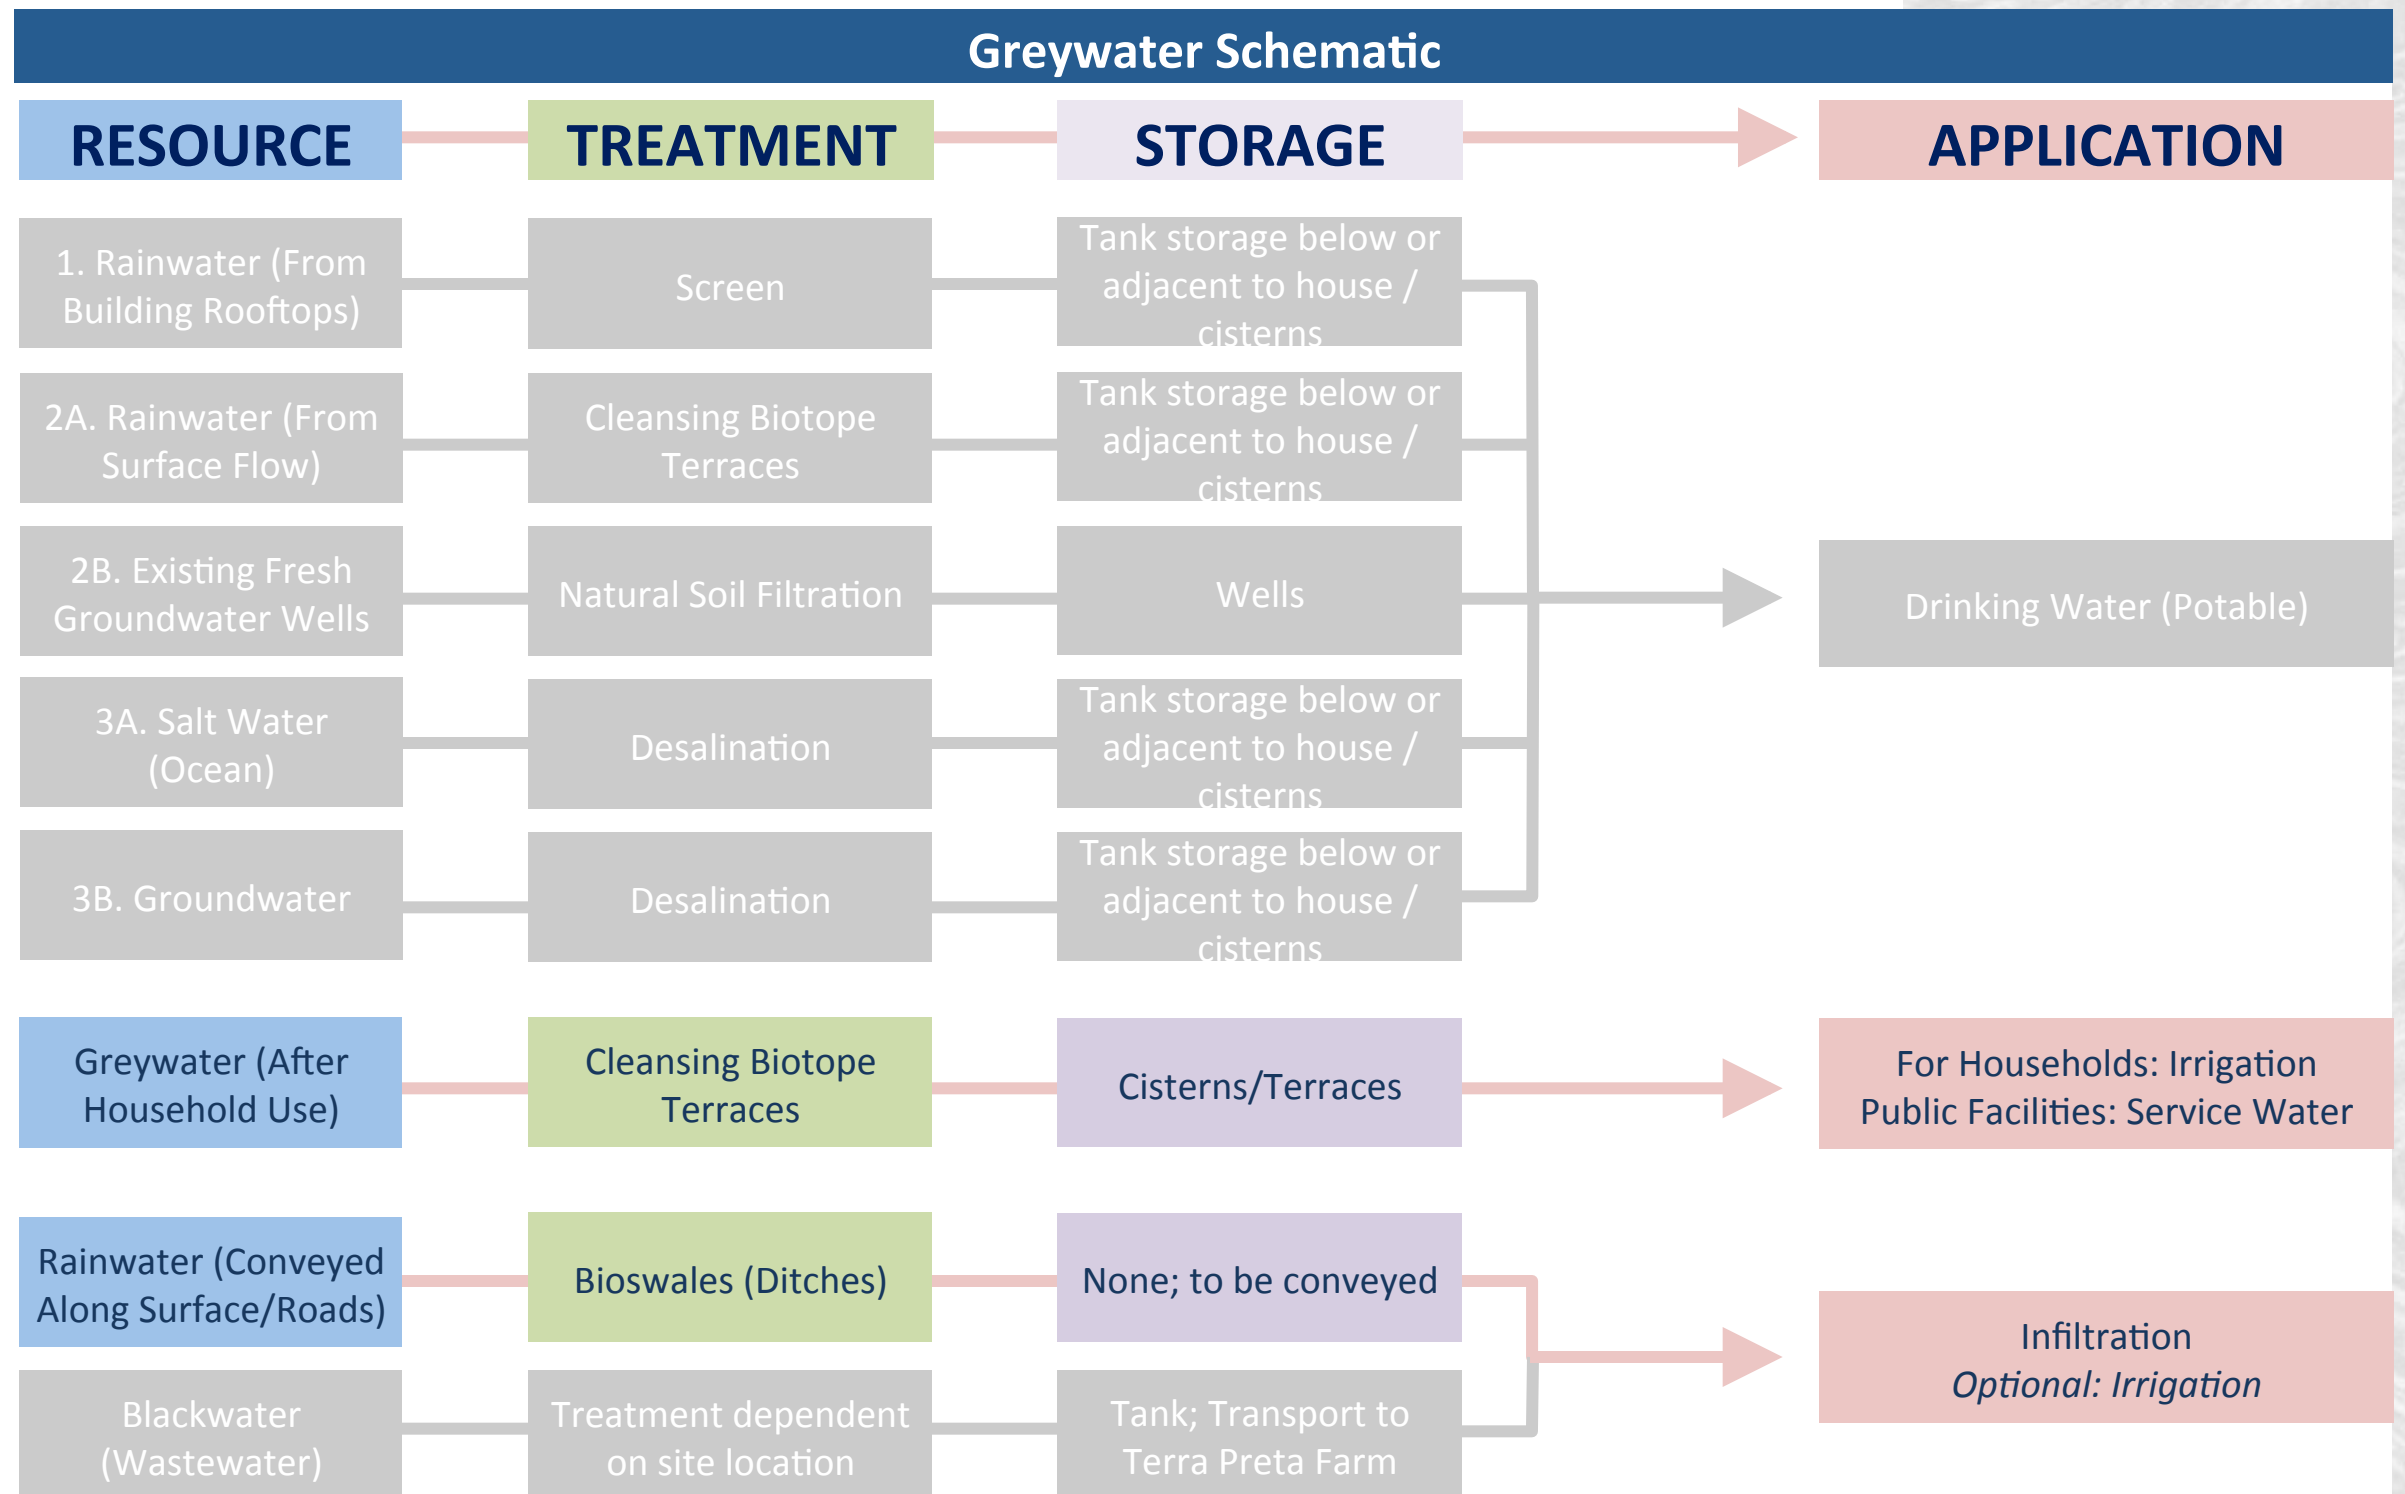 Greywater Schematic
RESOURCE
TREATMENT
STORAGE
APPLICATION
1. Rainwater (From
Building Rooftops)
Screen
Tank storage below or
adjacent to house /
cisterns
2A. Rainwater (From
Surface Flow)
Cleansing Biotope
Terraces
Tank storage below or
adjacent to house /
cisterns
2B. Existing Fresh
Groundwater Wells
Natural Soil Filtration
Wells
Drinking Water (Potable)
3A. Salt Water
(Ocean)
Desalination
Tank storage below or
adjacent to house /
cisterns
3B. Groundwater
Desalination
Tank storage below or
adjacent to house /
cisterns
Greywater (After
Household Use)
Cleansing Biotope
Terraces
Cisterns/Terraces
For Households: Irrigation
Public Facilities: Service Water
Rainwater (Conveyed
Along Surface/Roads)
Bioswales (Ditches)
None; to be conveyed
Infiltration
Optional: Irrigation
Blackwater
(Wastewater)
Treatment dependent
on site location
Tank; Transport to
Terra Preta Farm